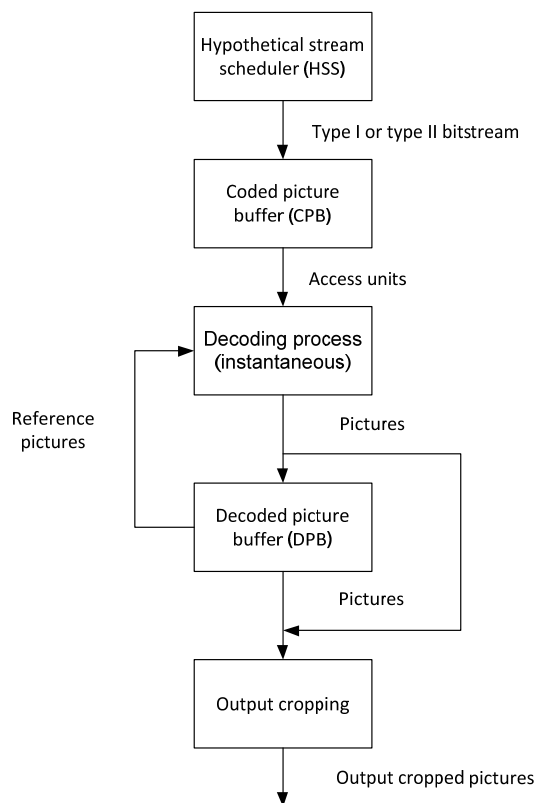 Hypothetical stream
scheduler (HSS)
Type I or type II bitstream
Coded picture
buffer (CPB)
Access units
Decoding process
(instantaneous)
Reference
pictures
Pictures
Decoded picture
buffer (DPB)
Pictures
Output cropping
Output cropped pictures